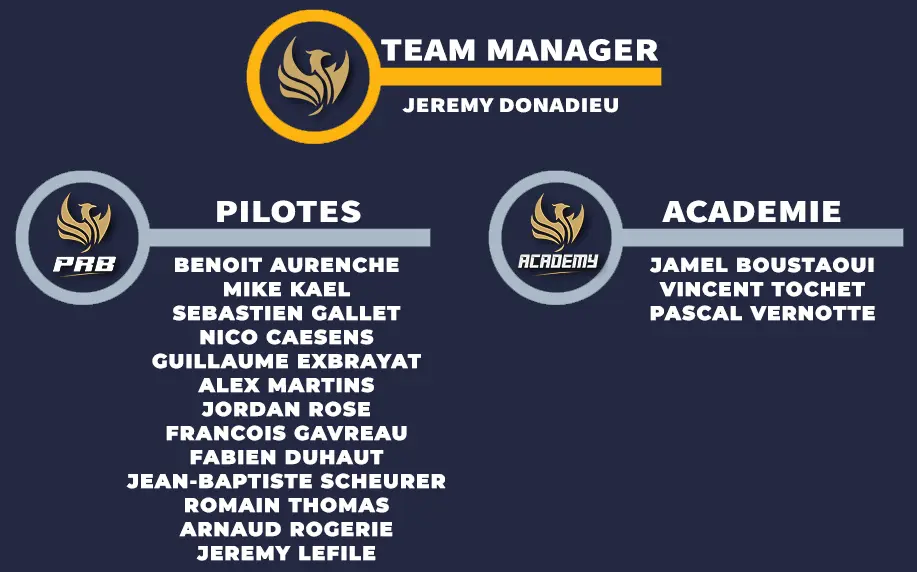 TEAM MANAGER
JEREMY DONADIEU
PILOTES
PRB
BENOIT AURENCHE
MIKE KAEL
SEBASTIEN GALLET
NICO CAESENS
GUILLAUME EXBRAYAT
ALEX MARTINS
JORDAN ROSE
FRANCOIS GAVREAU
FABIEN DUHAUT
JEAN-BAPTISTE SCHEURER
ROMAIN THOMAS
ARNAUD ROGERIE
JEREMY LEFILE
ACADEMIE
ACADEMY
JAMEL BOUSTAOUI
VINCENT TOCHET
PASCAL VERNOTTE